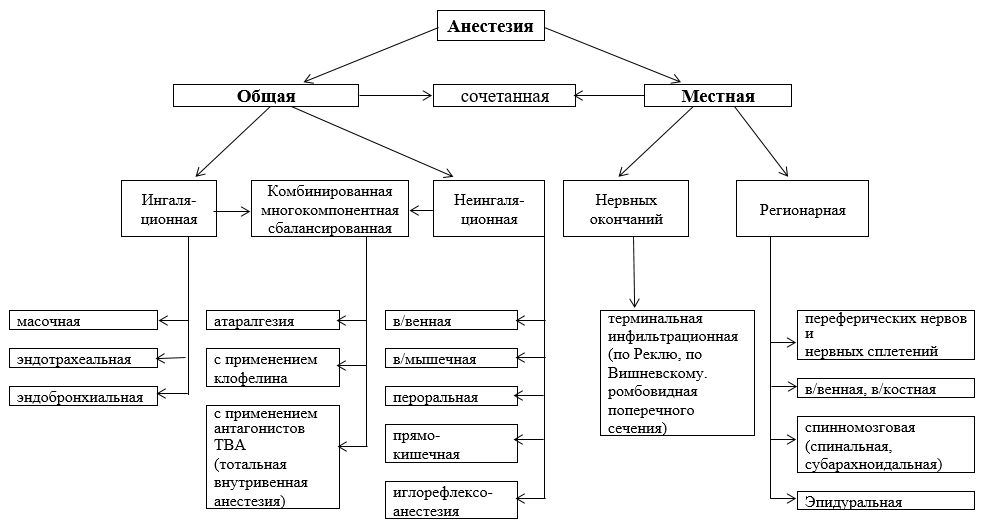 Анестезия
Общая
сочетанная
Местная
Ингаля-
ционная
Комбинированная
многокомпонентная
сбалансированная
Неингаля-
ционная
Нервных
окончаний
Регионарная
масочная
эндотрахеальная
эндобронхиальная
атаралгезия
с применением
клофелина
с применением
антагонистов
ТВА
(тотальная
внутривенная
анестезия)
в/венная
в/мышечная
пероральная
прямо-
кишечная
иглорефлексо-
анестезия
терминальная
инфильтрационная
(по Реклю, по
Вишневскому.
ромбовидная
поперечного
сечения)
переферических нервов
и
нервных сплетений
в/венная, в/костная
спинномозговая
(спинальная,
субарахноидальная)
Эпидуральная